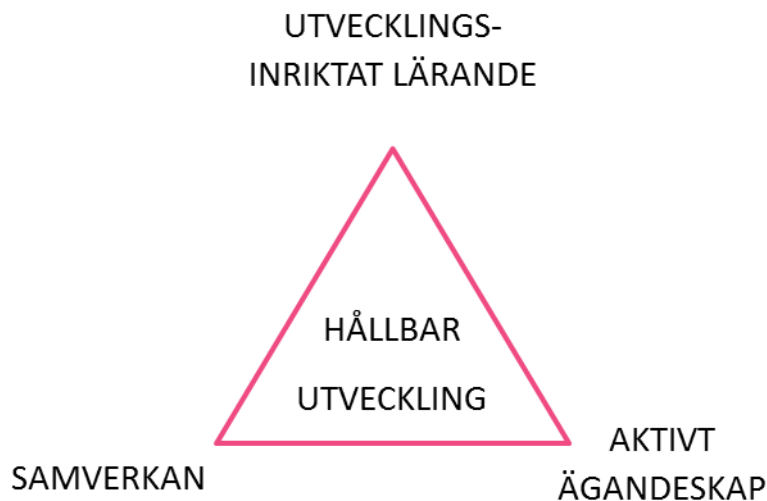 UTVECKLINGS-
INRIKTAT LÄRANDE
HÅLLBAR
UTVECKLING
SAMVERKAN
AKTIVT
ÄGANDESKAP